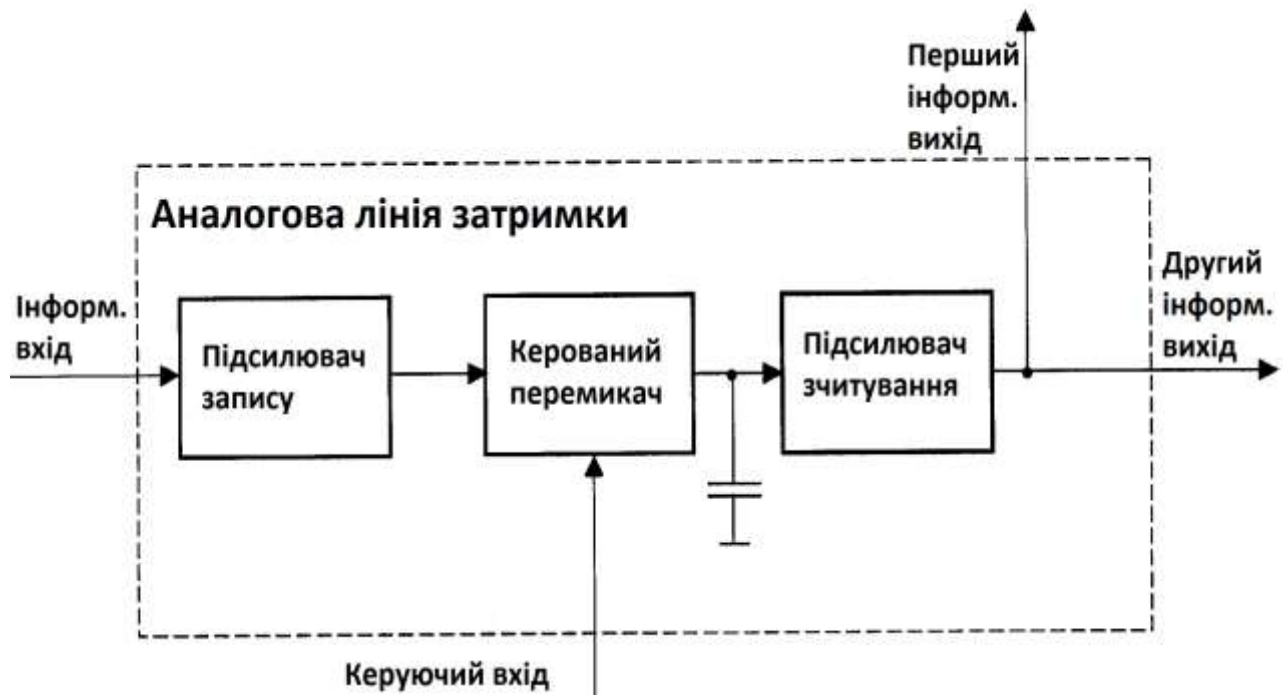 Перший
інформ.
вихід
Аналогова лінія затримки
Інформ.
вхід
Підсилювач
запису
Керований
перемикач
Підсилювач
зчитування
Другий
інформ.
вихід
Керуючий вхід